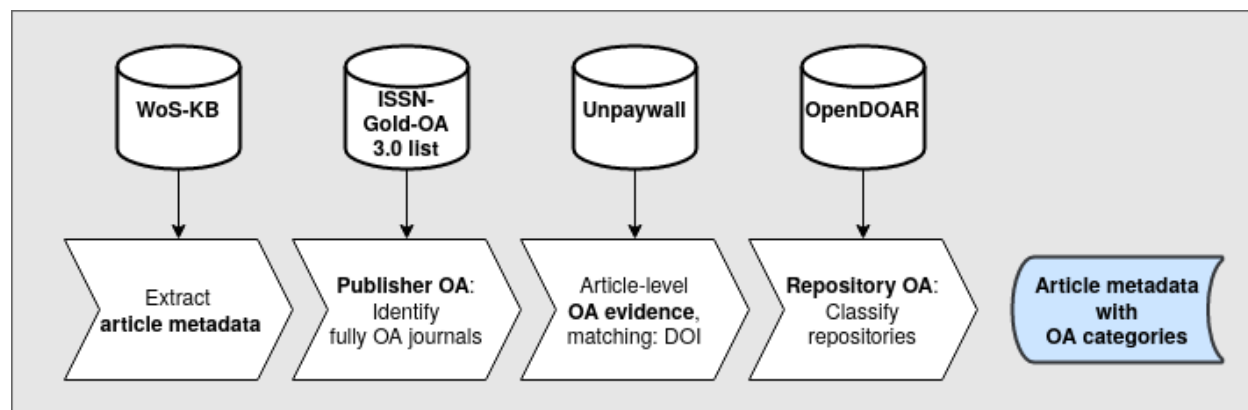 WoS-KB
ISSN-
Gold-OA
3.0 list
Unpaywall
OpenDOAR
Extract
article metadata
Publisher OA:
Identify
fully OA journals
Article-level
OA evidence,
matching: DOI
Repository OA:
Classify
repositories
Article metadata
with
OA categories